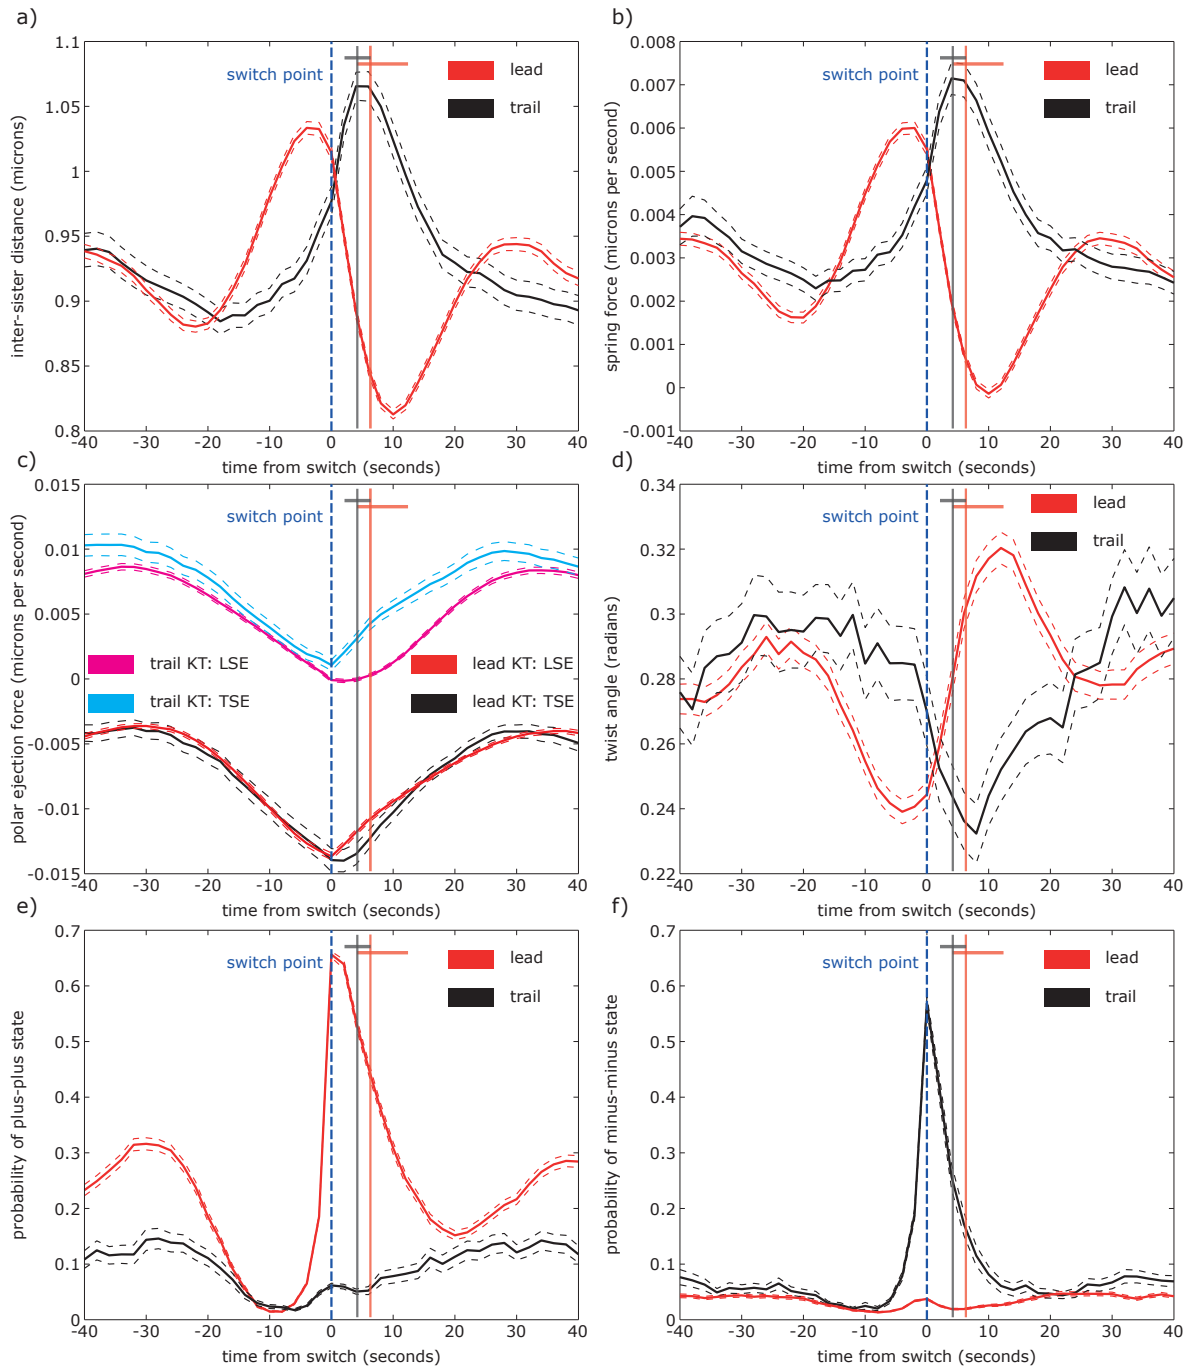 a)
1.1
1.05
1
0.95
0.9
0.85
0.8
inter-sister distance (microns)
switch point
lead
trail
-40 -30 -20 -10 0 10 20 30 40
time from switch (seconds)
b)
0.008
0.007
0.006
0.005
0.004
0.003
0.002
0.001
0
-0.001
spring force (microns per second)
switch point
lead
trail
-40 -30 -20 -10 0 10 20 30 40
time from switch (seconds)
c)
0.015
0.01
0.005
0
-0.005
-0.01
-0.015
polar ejection force (microns per second)
switch point
trail KT: LSE
trail KT: TSE
lead KT: LSE
lead KT: TSE
-40 -30 -20 -10 0 10 20 30 40
time from switch (seconds)
d)
0.34
0.32
0.3
0.28
0.26
0.24
0.22
twist angle (radians)
switch point
lead
trail
-40 -30 -20 -10 0 10 20 30 40
time from switch (seconds)
e)
0.7
0.6
0.5
0.4
0.3
0.2
0.1
0
probability of plus-plus state
switch point
lead
trail
-40 -30 -20 -10 0 10 20 30 40
time from switch (seconds)
f)
0.7
0.6
0.5
0.4
0.3
0.2
0.1
0
probability of minus-minus state
switch point
lead
trail
-40 -30 -20 -10 0 10 20 30 40
time from switch (seconds)